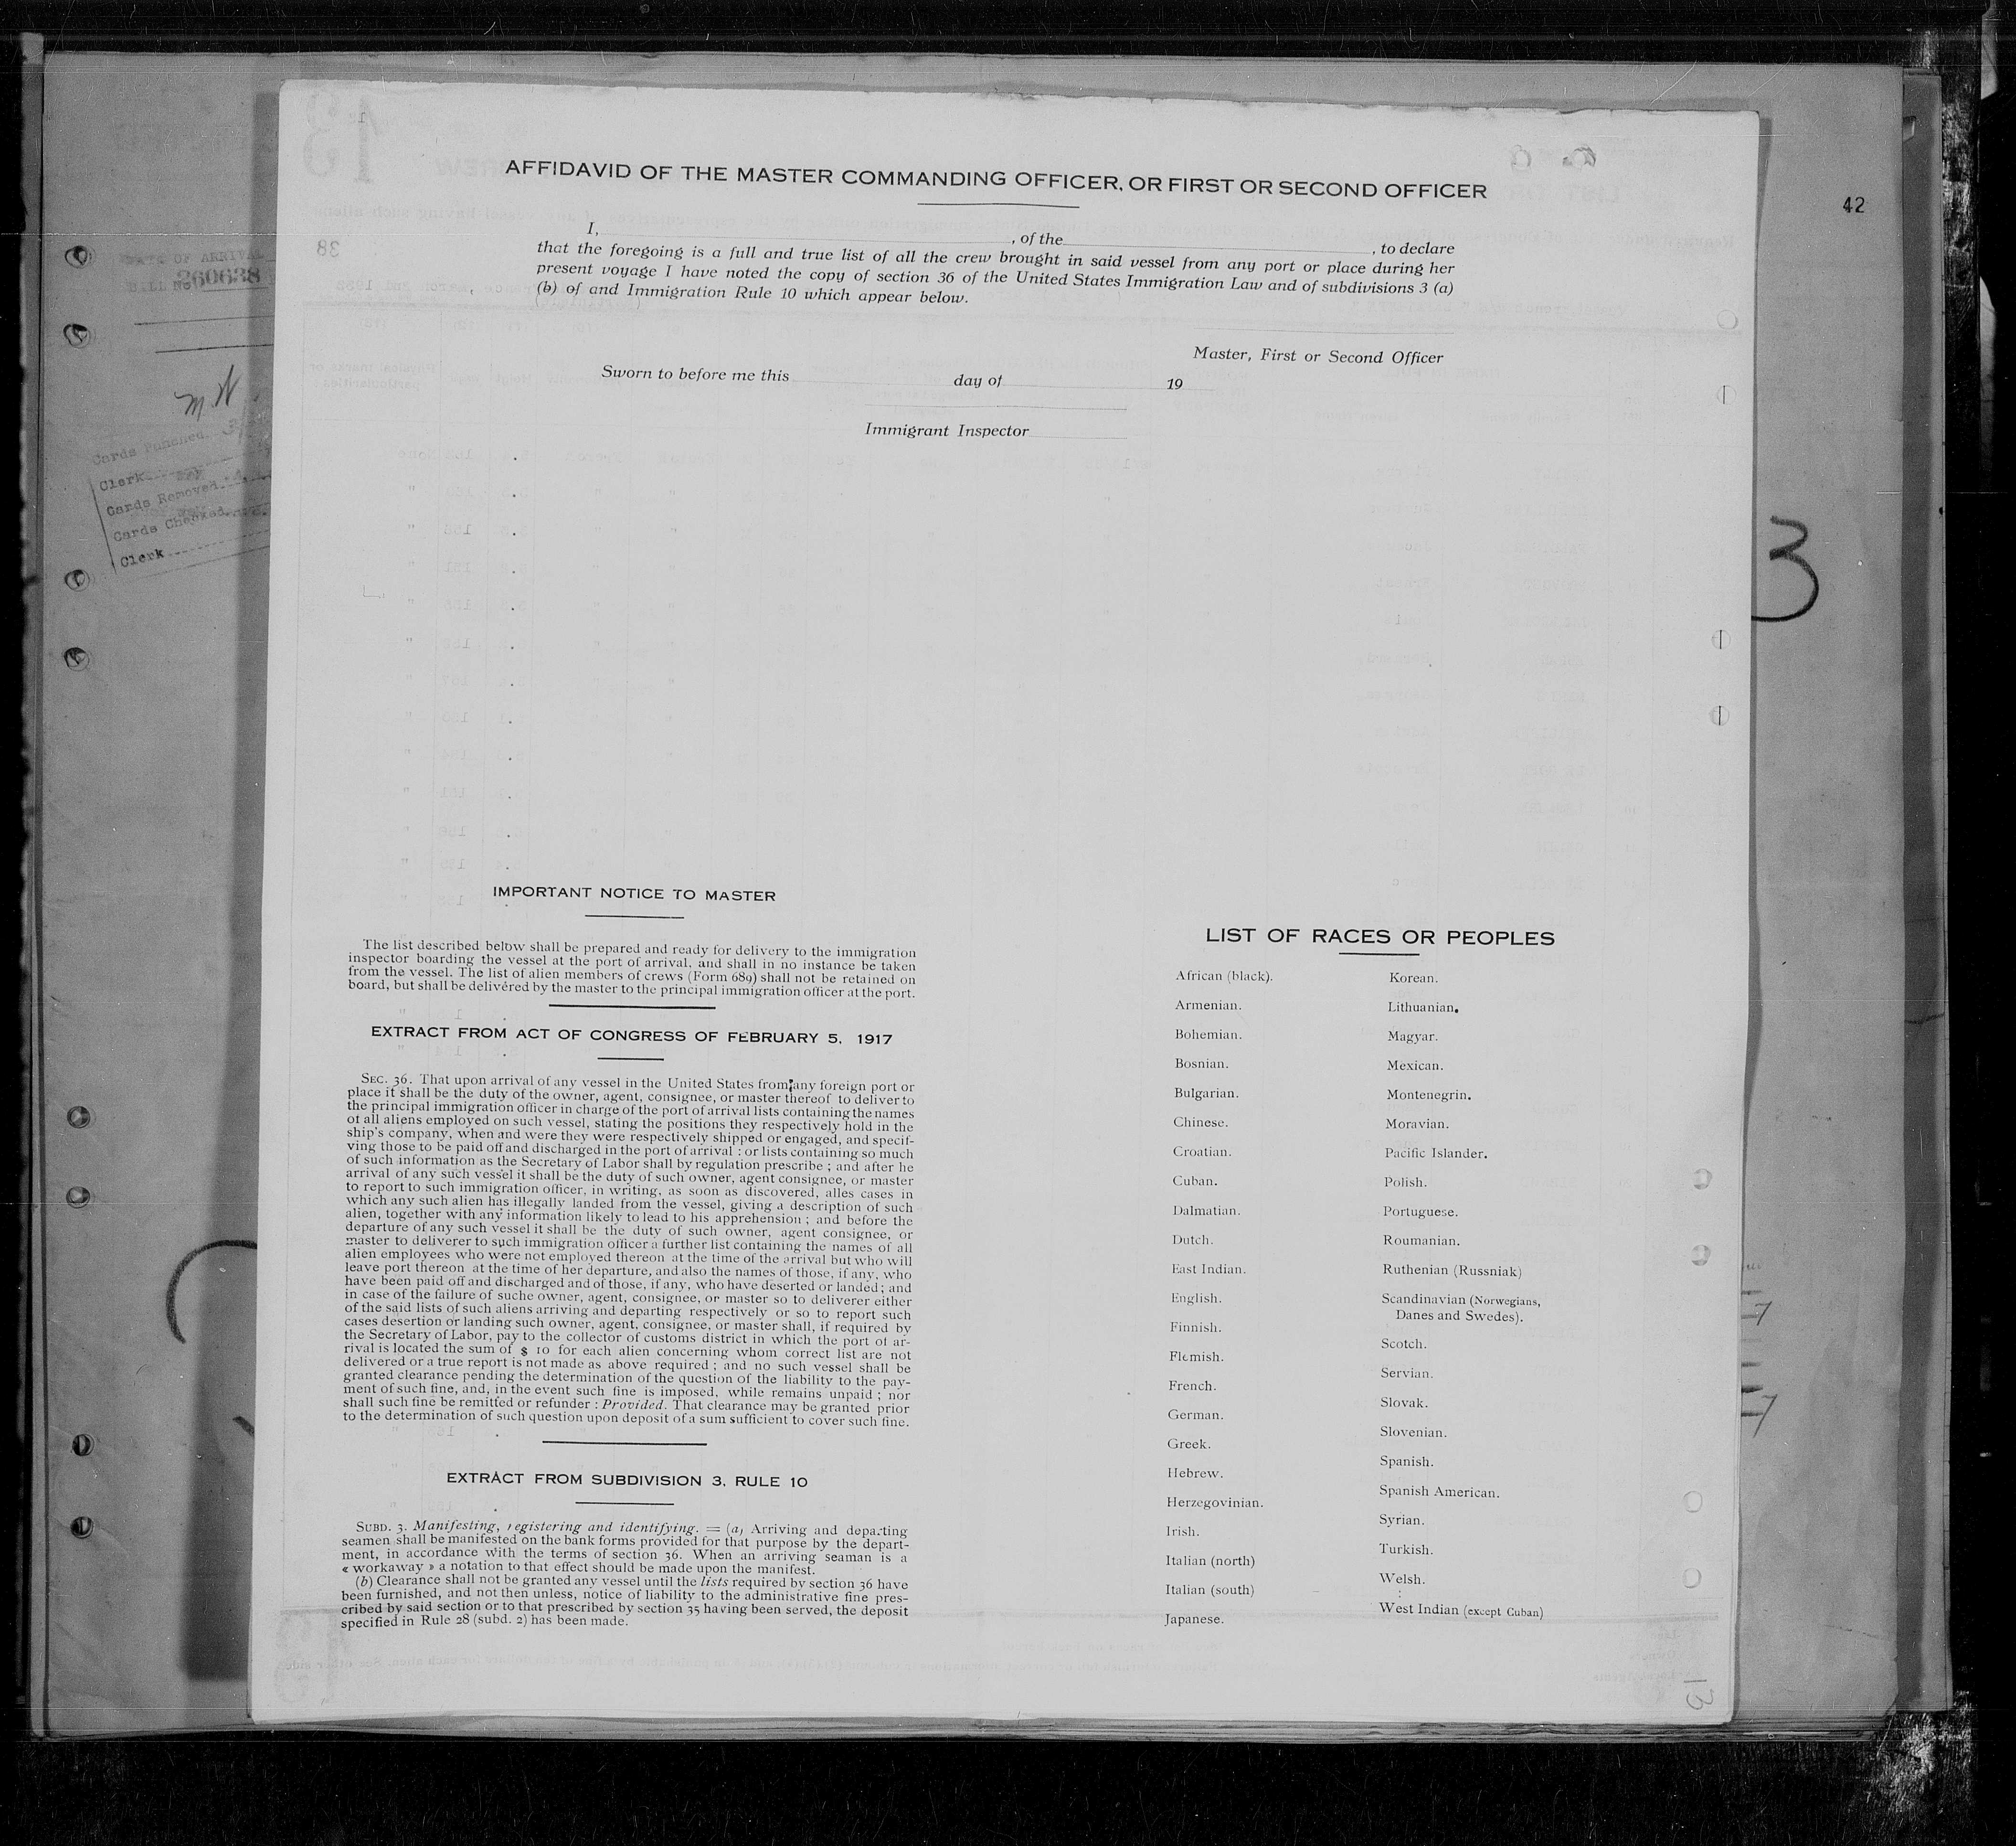 42
AFFIDAVID OF THE MASTER COMMANDING OFFICER, OR FIRST OR SECOND OFFICER
I, , of the , to declare
that the foregoing is a full and true list of all the crew brought in said vessel from any port or place during her
present voyage I have noted the copy of section 36 of the United States Immigration Law and of subdivisions 3 (a)
(b) of and Immigration Rule 10 which appear below.
Master, First or Second Officer
Sworn to before me this day of 19
Immigrant Inspector
ARRIVAL
260638
Cards Punched.
Clerk
Cards Removed
Cards Checked
Clerk
3
IMPORTANT NOTICE TO MASTER
The list described below shall be prepared and ready for delivery to the immigration
inspector boarding the vessel at the port of arrival, and shall in no instance be taken
from the vessel. The list of alien members of crews (Form 689) shall not be retained on
board, but shall be delivéred by the master to the principal immigration officer at the port.
EXTRACT FROM ACT OF CONGRESS OF FEBRUARY 5, 1917
SEC. 36. That upon arrival of any vessel in the United States from any foreign port or
place it shall be the duty of the owner, agent, consignee, or master thereof to deliver to
the principal immigration officer in charge of the port of arrival lists containing the names
ot all aliens employed on such vessel, stating the positions they respectively hold in the
ship's company, when and were they were respectively shipped or engaged, and specif-
ving those to be paid off and discharged in the port of arrival : or lists containing so much
of such information as the Secretary of Labor shall by regulation prescribe ; and after he
arrival of any such vessel it shall be the duty of such owner, agent consignee, or master
to report to such immigration officer, in writing, as soon as discovered, alles cases in
which any such alien has illegally landed from the vessel, giving a description of such
alien, together with any information likely to lead to his apprehension ; and before the
departure of any such vessel it shall be the duty of such owner, agent consignee, or
master to deliverer to such immigration officer a further list containing the names of all
alien employees who were not employed thereon at the time of the arrival but who will
leave port thereon at the time of her departure, and also the names of those, if any, who
have been paid off and discharged and of those, if any, who have deserted or landed ; and
in case of the failure of suche owner, agent, consignee, or master so to deliverer either
of the said lists of such aliens arriving and departing respectively or so to report such
cases desertion or landing such owner, agent, consignee, or master shall, if required by
the Secretary of Labor, pay to the collector of customs district in which the port ot ar-
rival is located the sum of $ 10 for each alien concerning whom correct list are not
delivered or a true report is not made as above required ; and no such vessel shall be
granted clearance pending the determination of the question of the liability to the pay-
ment of such fine, and, in the event such fine is imposed, while remains unpaid ; nor
shall such fine be remitfed or refunder : Provided. That clearance may be granted prior
to the determination of such question upon deposit of a sum sufficient to cover such fine.
EXTRACT FROM SUBDIVISION 3, RULE 10
SUBD. 3. Manifesting, registering and identifying. = (a) Arriving and departing
seamen shall be manifested on the bank forms provided for that purpose by the depart-
ment, in accordance with the terms of section 36. When an arriving seaman is a
« workaway » a notation to that effect should be made upon the manifest.
(b) Clearance shall not be granted any vessel until the lists required by section 36 have
been furnished, and not then unless, notice of liability to the administrative fine pres-
cribed by said section or to that prescribed by section 35 having been served, the deposit
specified in Rule 28 (subd. 2) has been made.
LIST OF RACES OR PEOPLES
African (black).
Armenian.
Bohemian.
Bosnian.
Bulgarian.
Chinese.
Croatian.
Cuban.
Dalmatian.
Dutch.
East Indian.
English.
Finnish.
Flemish.
French.
German.
Greek.
Hebrew.
Herzegovinian.
Irish.
Italian (north)
Italian (south)
Japanese.
Korean.
Lithuanian.
Magyar.
Mexican.
Montenegrin.
Moravian.
Pacific Islander.
Polish.
Portuguese.
Roumanian.
Ruthenian (Russniak)
Scandinavian (Norwegians,
Danes and Swedes).
Scotch.
Servian.
Slovak.
Slovenian.
Spanish.
Spanish American.
Syrian.
Turkish.
Welsh.
West Indian (except Cuban)